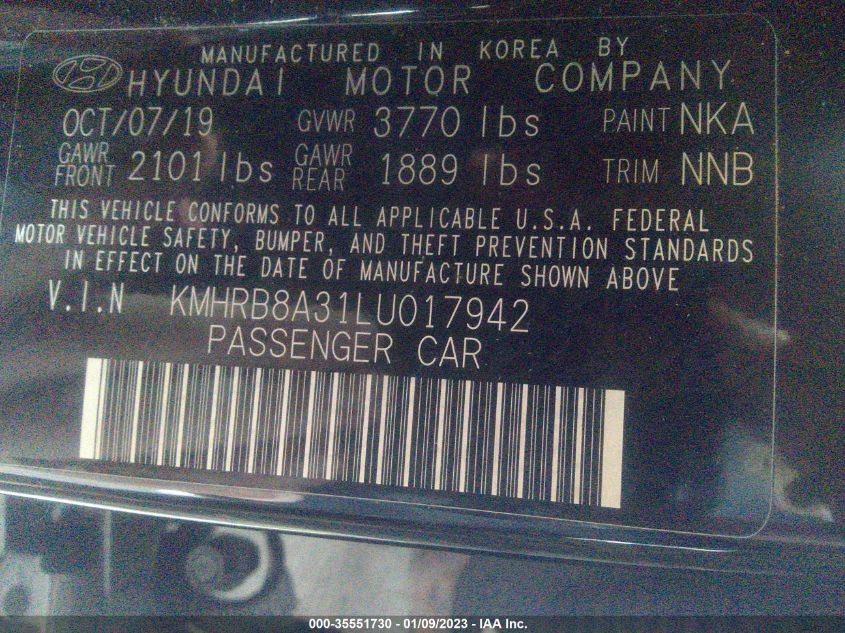 MANUFACTURED IN KOREA BY
HYUNDAI MOTOR COMPANY
OCT/07/19 GVWR 3770 lbs PAINT NKA
GAWR FRONT 2101 lbs GAWR REAR 1889 lbs TRIM NNB
THIS VEHICLE CONFORMS TO ALL APPLICABLE U.S.A. FEDERAL
MOTOR VEHICLE SAFETY, BUMPER, AND THEFT PREVENTION STANDARDS
IN EFFECT ON THE DATE OF MANUFACTURE SHOWN ABOVE
V.I.N KMHRB8A31LU017942
PASSENGER CAR
000-35551730 - 01/09/2023 - IAA Inc.